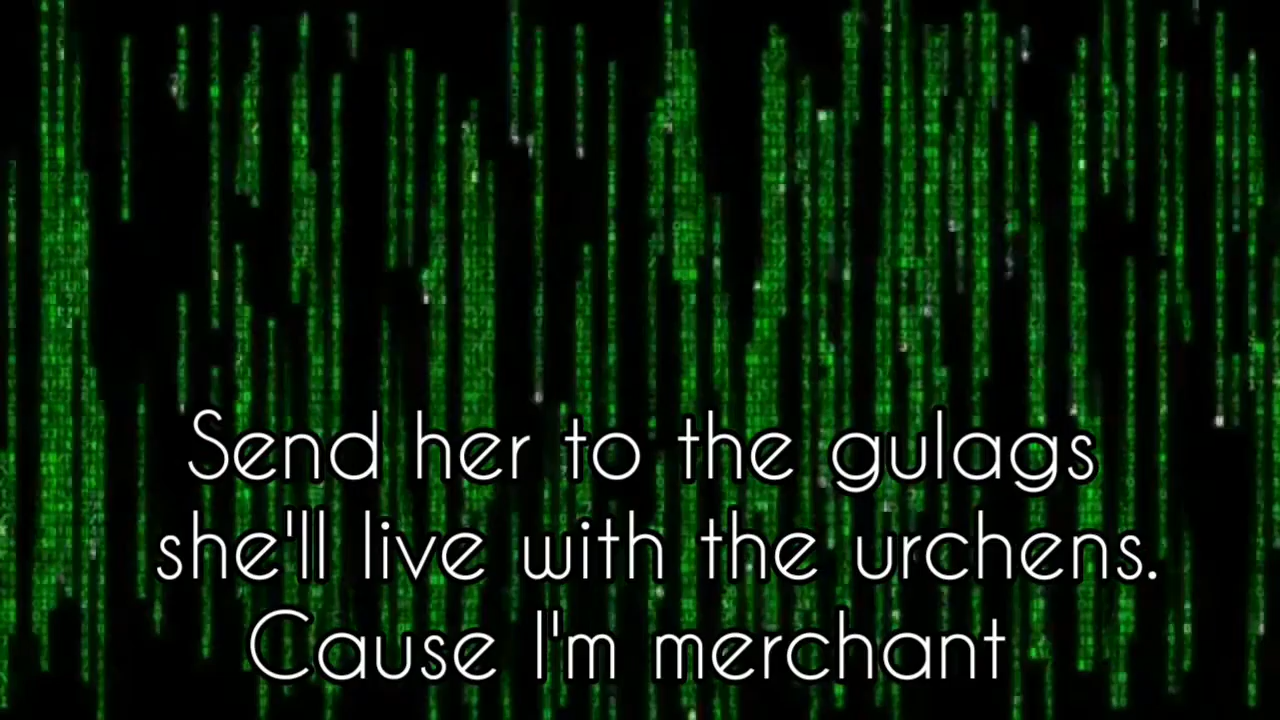 Send her to the gulags
she'll live with the urchens.
Cause I'm merchant